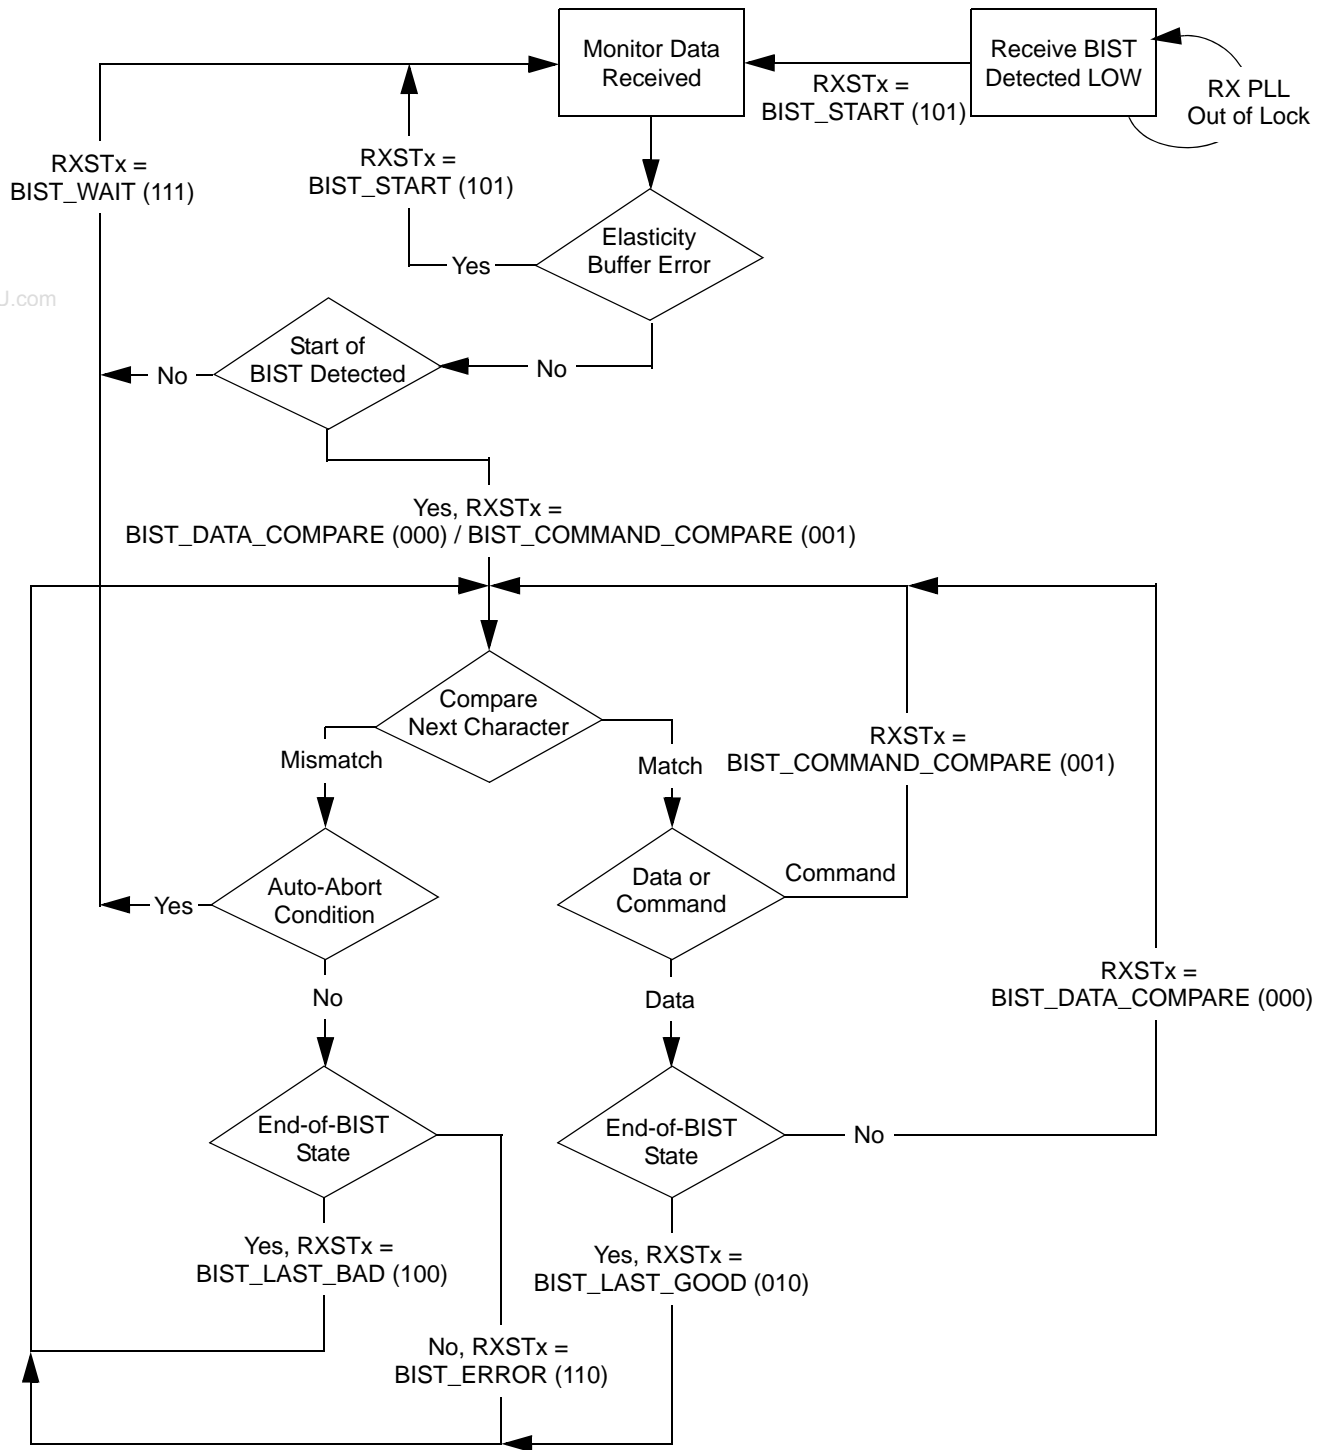 Monitor Data
Received
Receive BIST
Detected LOW
RX PLL
Out of Lock
RXSTx =
BIST_START (101)
RXSTx =
BIST_WAIT (111)
RXSTx =
BIST_START (101)
Elasticity
Buffer Error
Yes
J.com
Start of
BIST Detected
No
No
Yes, RXSTx =
BIST_DATA_COMPARE (000) / BIST_COMMAND_COMPARE (001)
Compare
Next Character
Mismatch
Match
RXSTx =
BIST_COMMAND_COMPARE (001)
Auto-Abort
Condition
Yes
Data or
Command
Command
No
Data
RXSTx =
BIST_DATA_COMPARE (000)
End-of-BIST
State
End-of-BIST
State
No
Yes, RXSTx =
BIST_LAST_BAD (100)
Yes, RXSTx =
BIST_LAST_GOOD (010)
No, RXSTx =
BIST_ERROR (110)